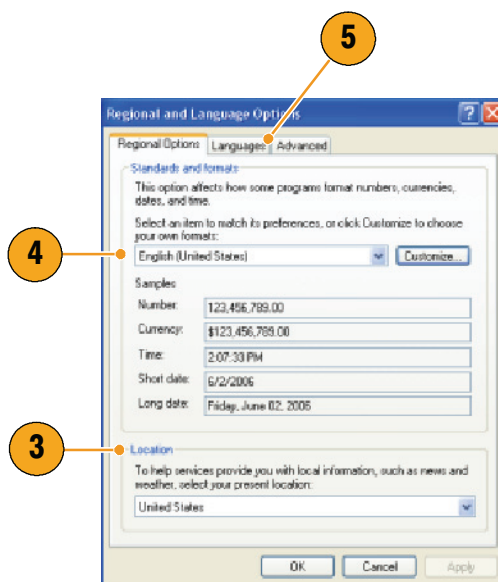 5
Regional and Language Options
Regional Options Languages Advanced
Standards and formats
This option affects how some programs format numbers, currencies,
dates, and time.
Select an item to match its preferences, or click Customize to choose
your own formats:
4
English (United States) Customize...
Samples
Number: 123,456,789.00
Currency: $123,456,789.00
Time: 2:07:33 PM
Short date: 6/2/2006
Long date: Friday, June 02, 2006
3
Location
To help services provide you with local information, such as news and
weather, select your present location:
United States
OK Cancel Apply